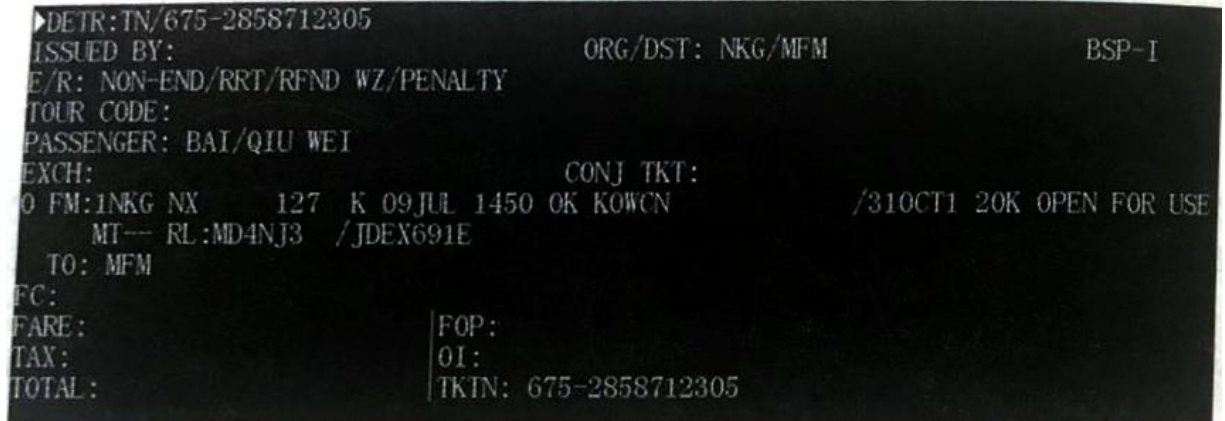 DETR:TN/675-2858712305
ISSUED BY: ORG/DST: NKG/MFM BSP-I
E/R: NON-END/RRT/RFND WZ/PENALTY
TOUR CODE:
PASSENGER: BAI/QIU WEI
EXCH: CONJ TKT:
O FM:1NKG NX 127 K 09JUL 1450 OK KOWCN /31OCT1 20K OPEN FOR USE
MT-- RL:MD4NJ3 /JDEX691E
TO: MFM
FC:
FARE: |FOP:
TAX: |OI:
TOTAL: |TKTN: 675-2858712305